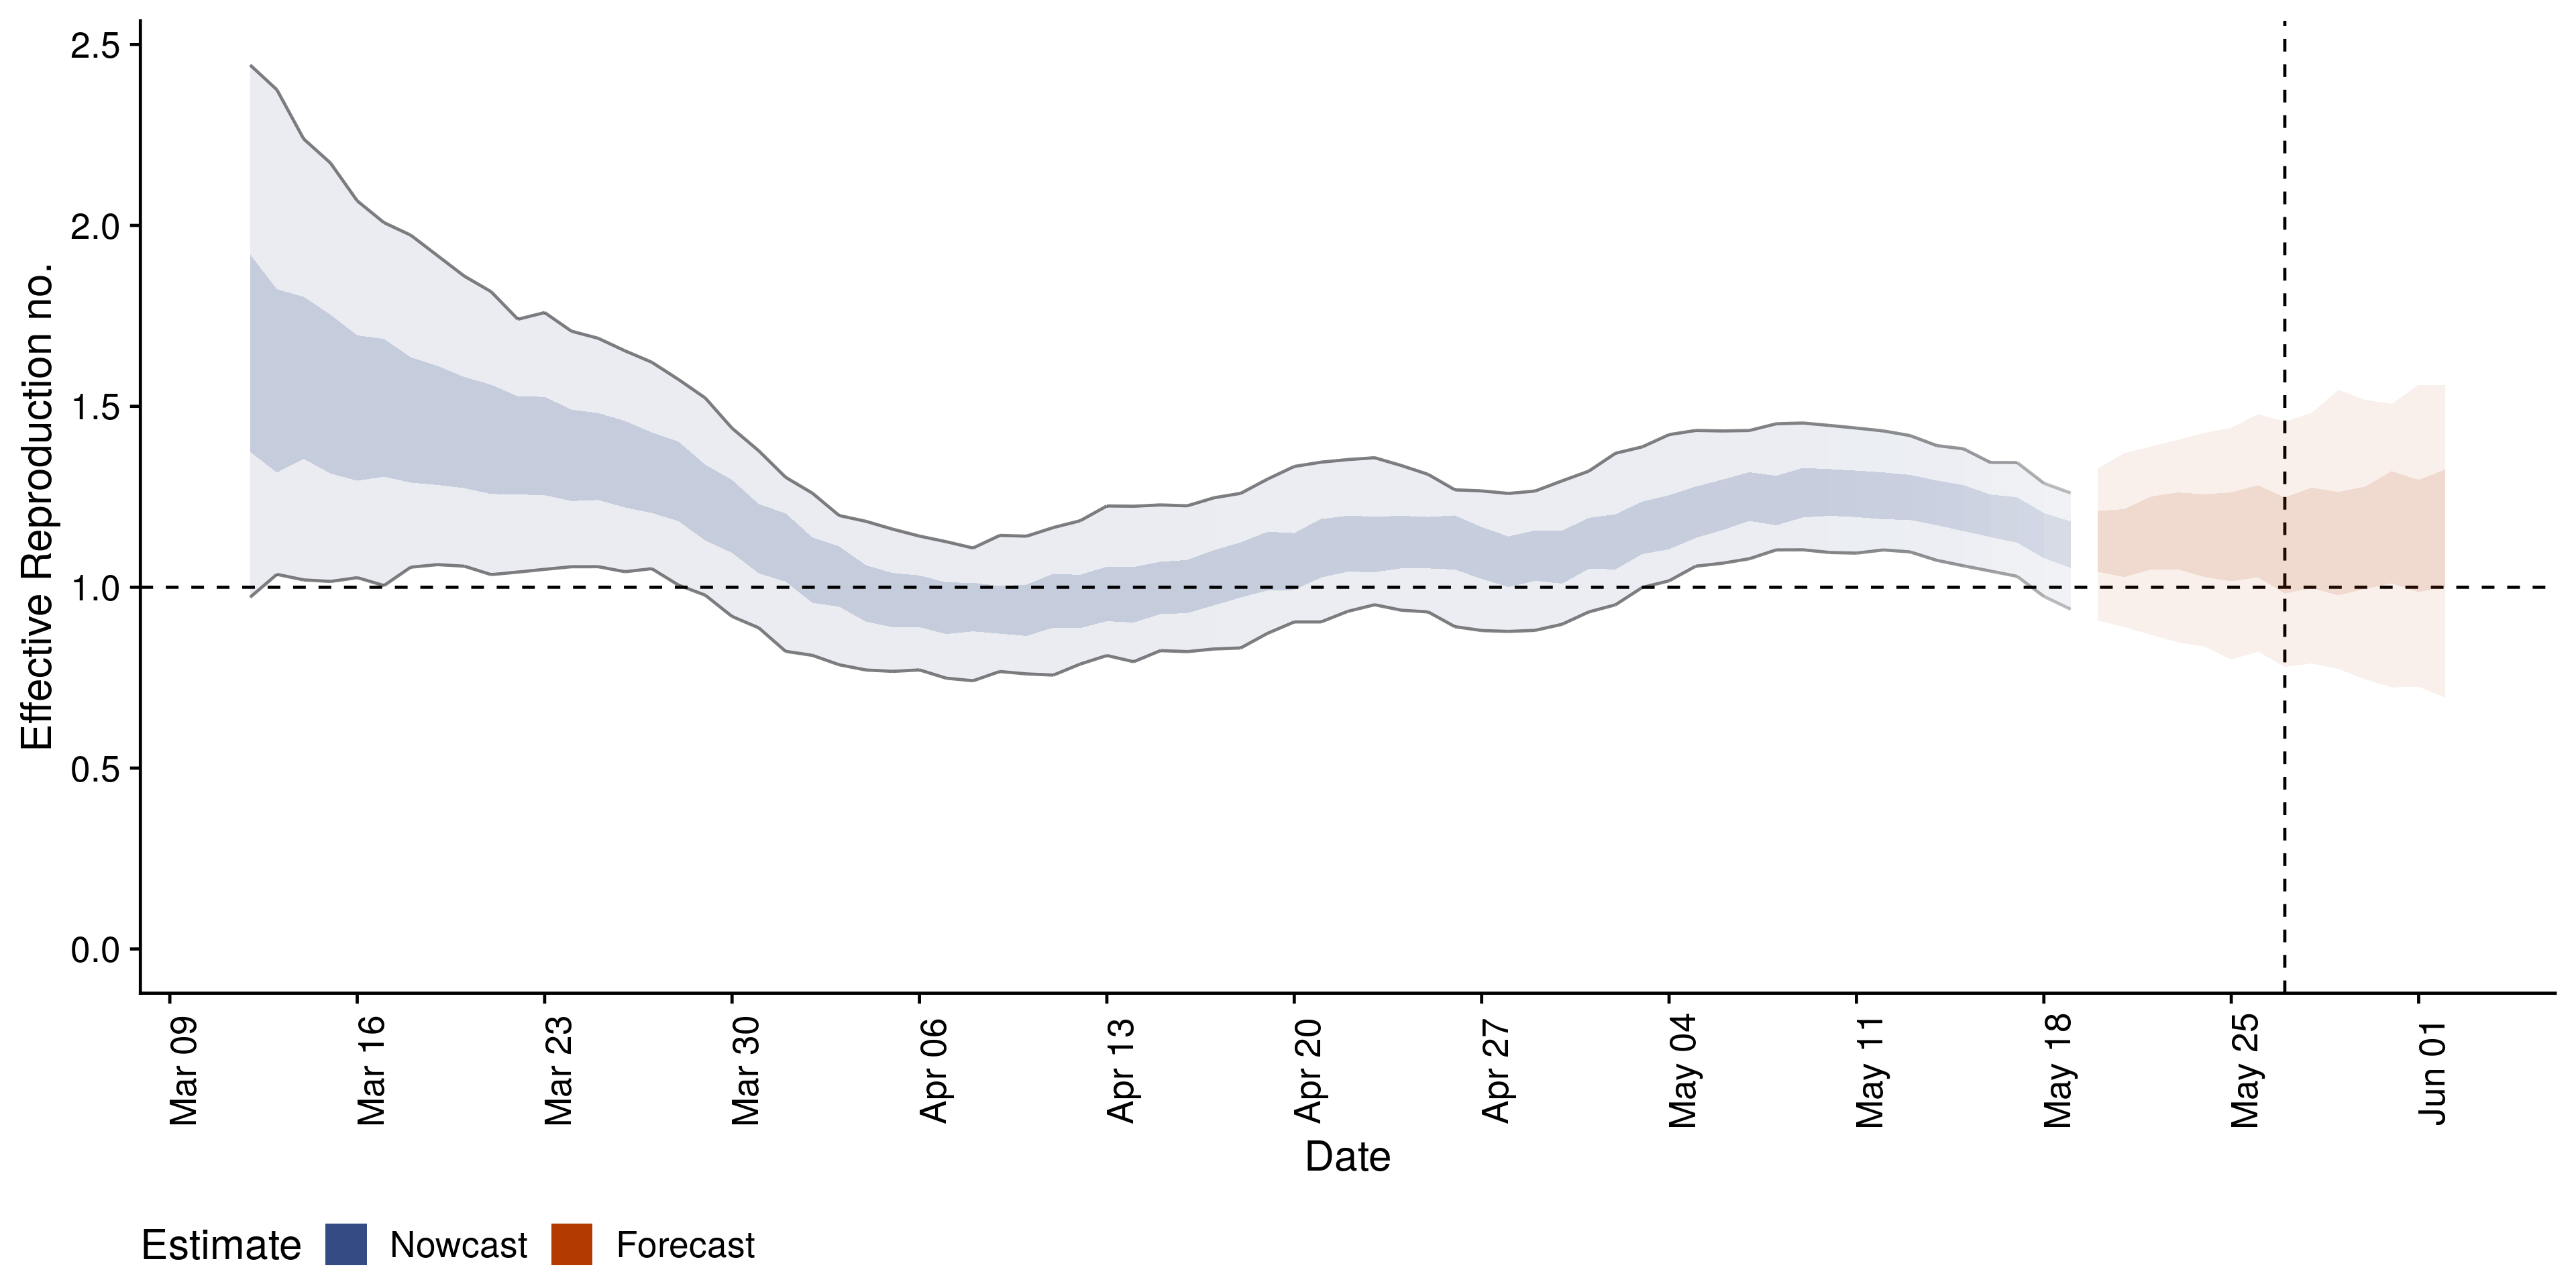 Effective Reproduction no.
2.5
2.0
1.5
1.0
0.5
0.0
Mar 09
Mar 16
Mar 23
Mar 30
Apr 06
Apr 13
Apr 20
Apr 27
May 04
May 11
May 18
May 25
Jun 01
Date
Estimate Nowcast Forecast